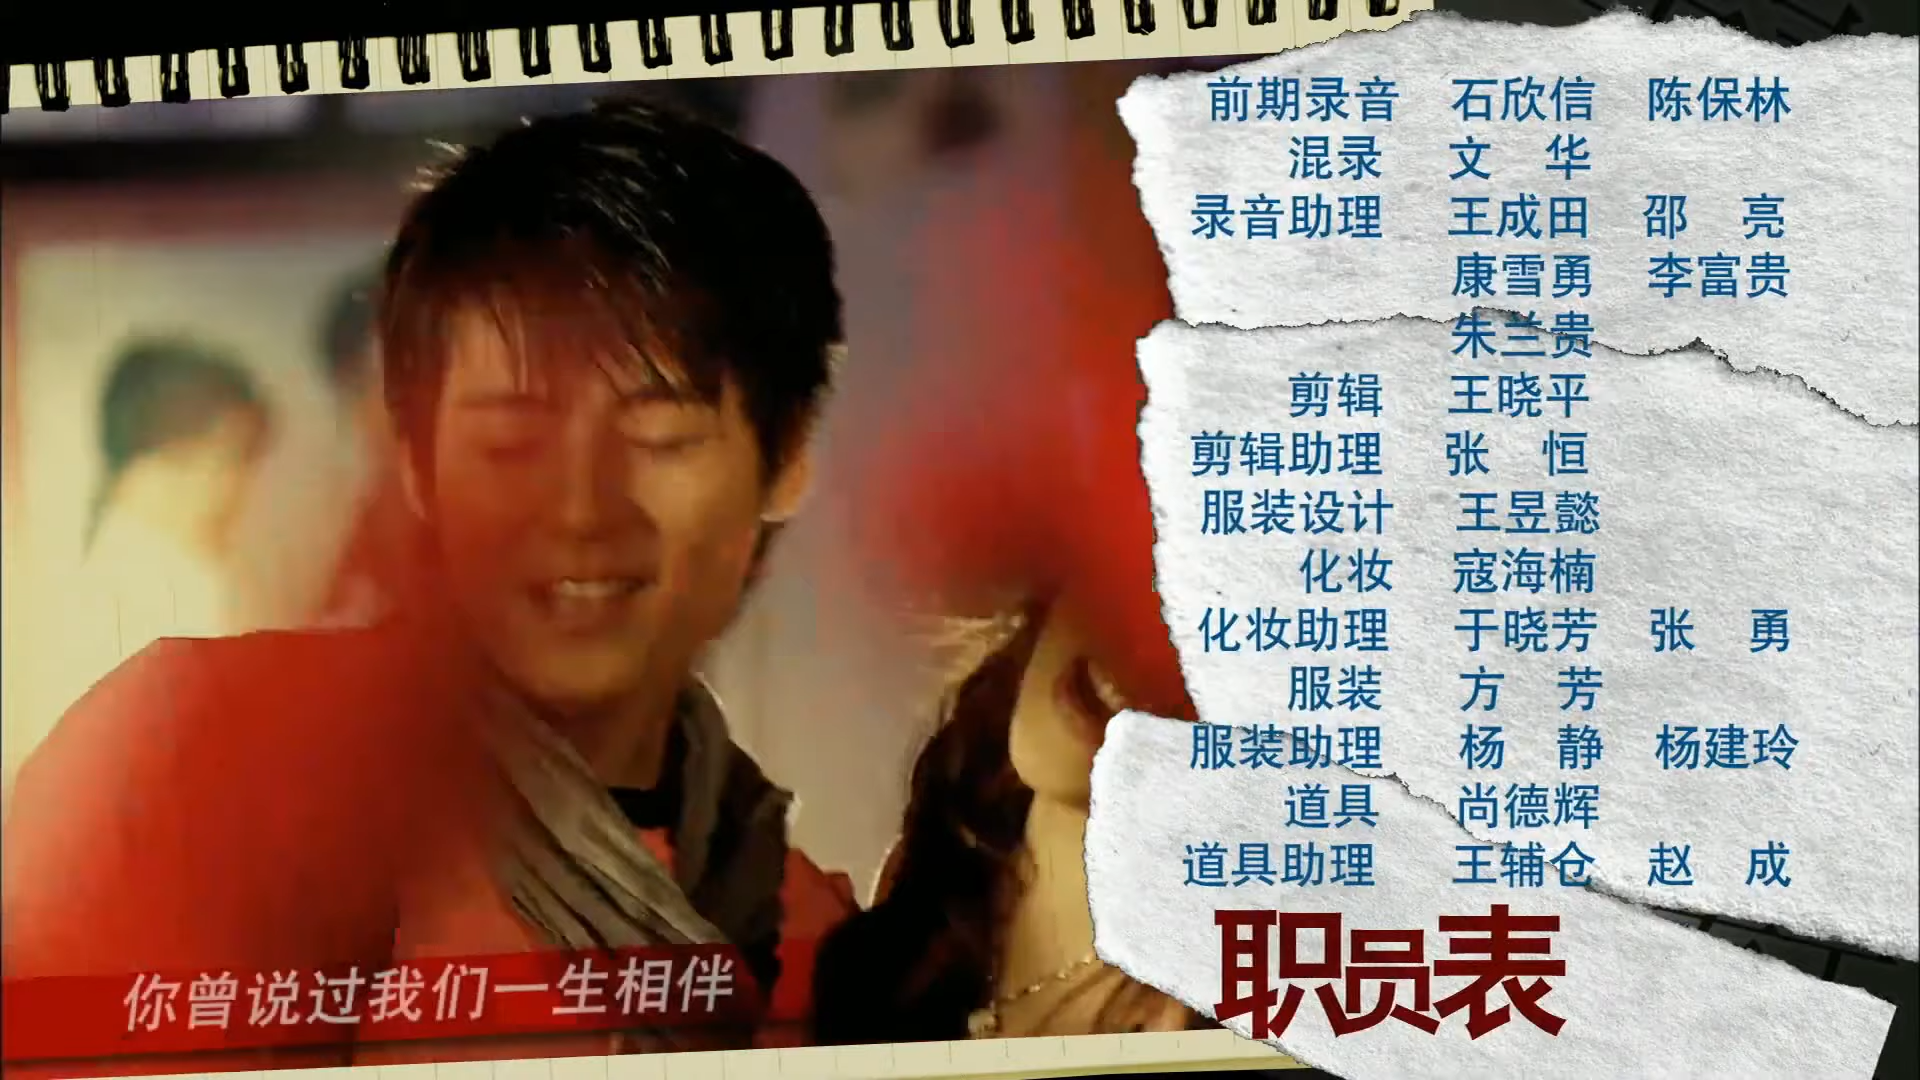 前期录音 石欣信 陈保林
混录 文 华
录音助理 王成田 邵 亮
康雪勇 李富贵
朱兰贵
剪辑 王晓平
剪辑助理 张 恒
服装设计 王昱懿
化妆 寇海楠
化妆助理 于晓芳 张 勇
服装 方 芳
服装助理 杨 静 杨建玲
道具 尚德辉
道具助理 王辅仓 赵 成
职员表
你曾说过我们一生相伴